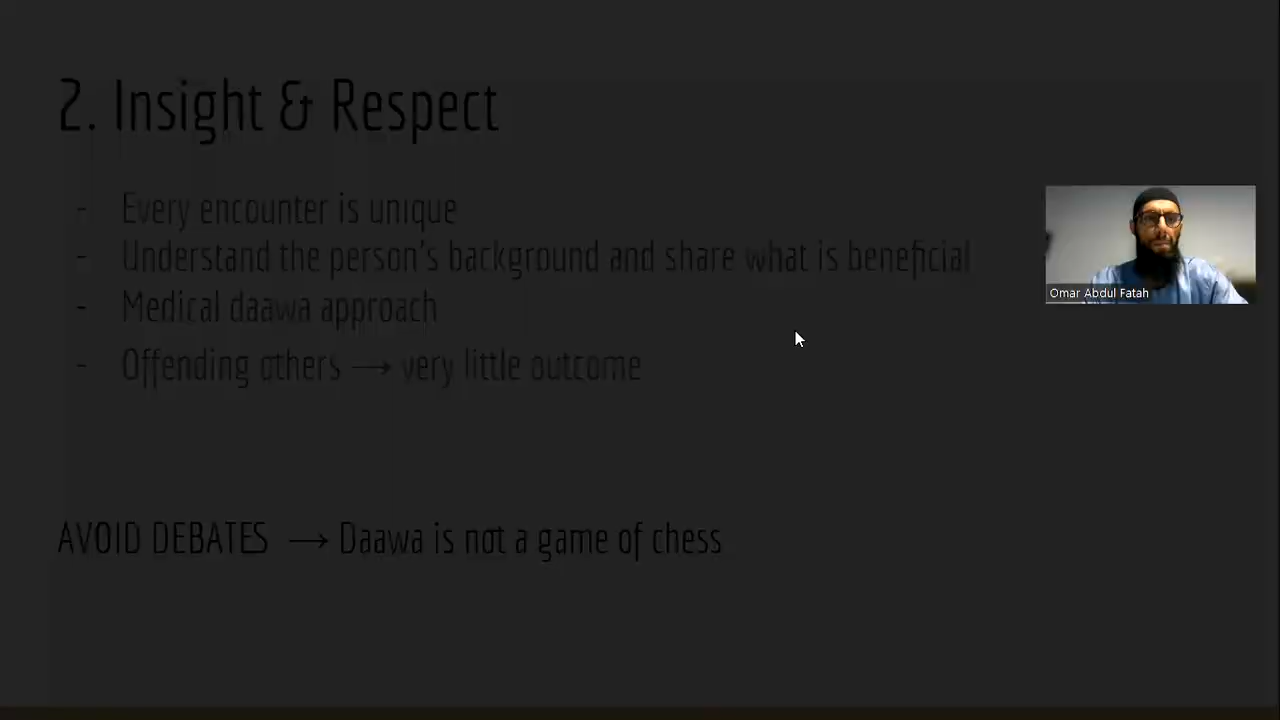 2. Insight & Respect
- Every encounter is unique
- Understand the person's background and share what is beneficial
- Medical daawa approach
- Offending others → very little outcome
AVOID DEBATES → Daawa is not a game of chess
Omar Abdul Fatah